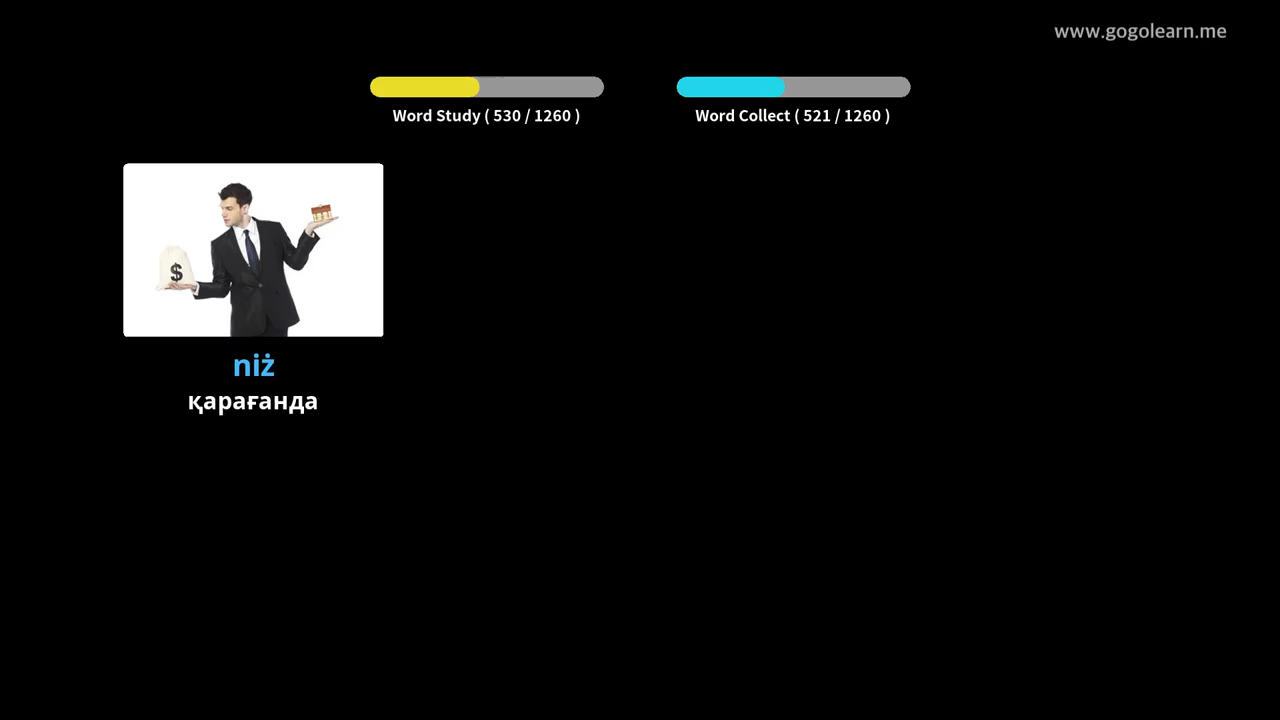 www.gogolearn.me
Word Study ( 530 / 1260 )
Word Collect ( 521 / 1260 )
$
niż
қарағанда